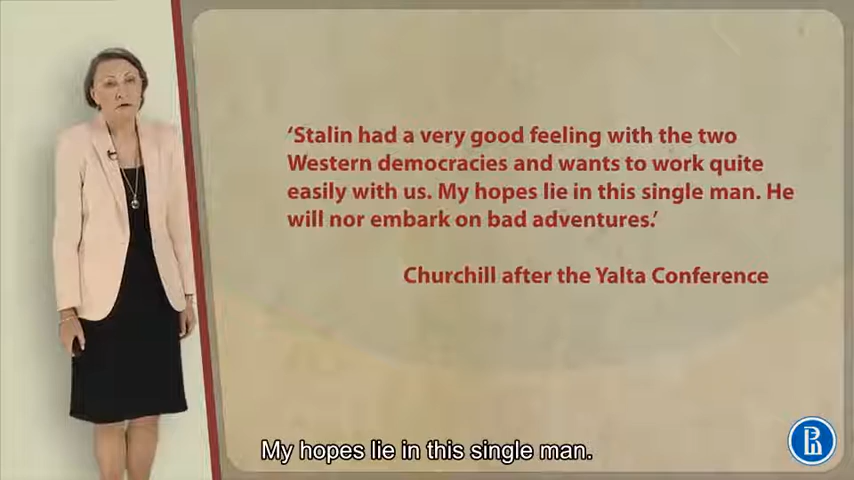 ‘Stalin had a very good feeling with the two
Western democracies and wants to work quite
easily with us. My hopes lie in this single man. He
will nor embark on bad adventures.’
Churchill after the Yalta Conference
My hopes lie in this single man.